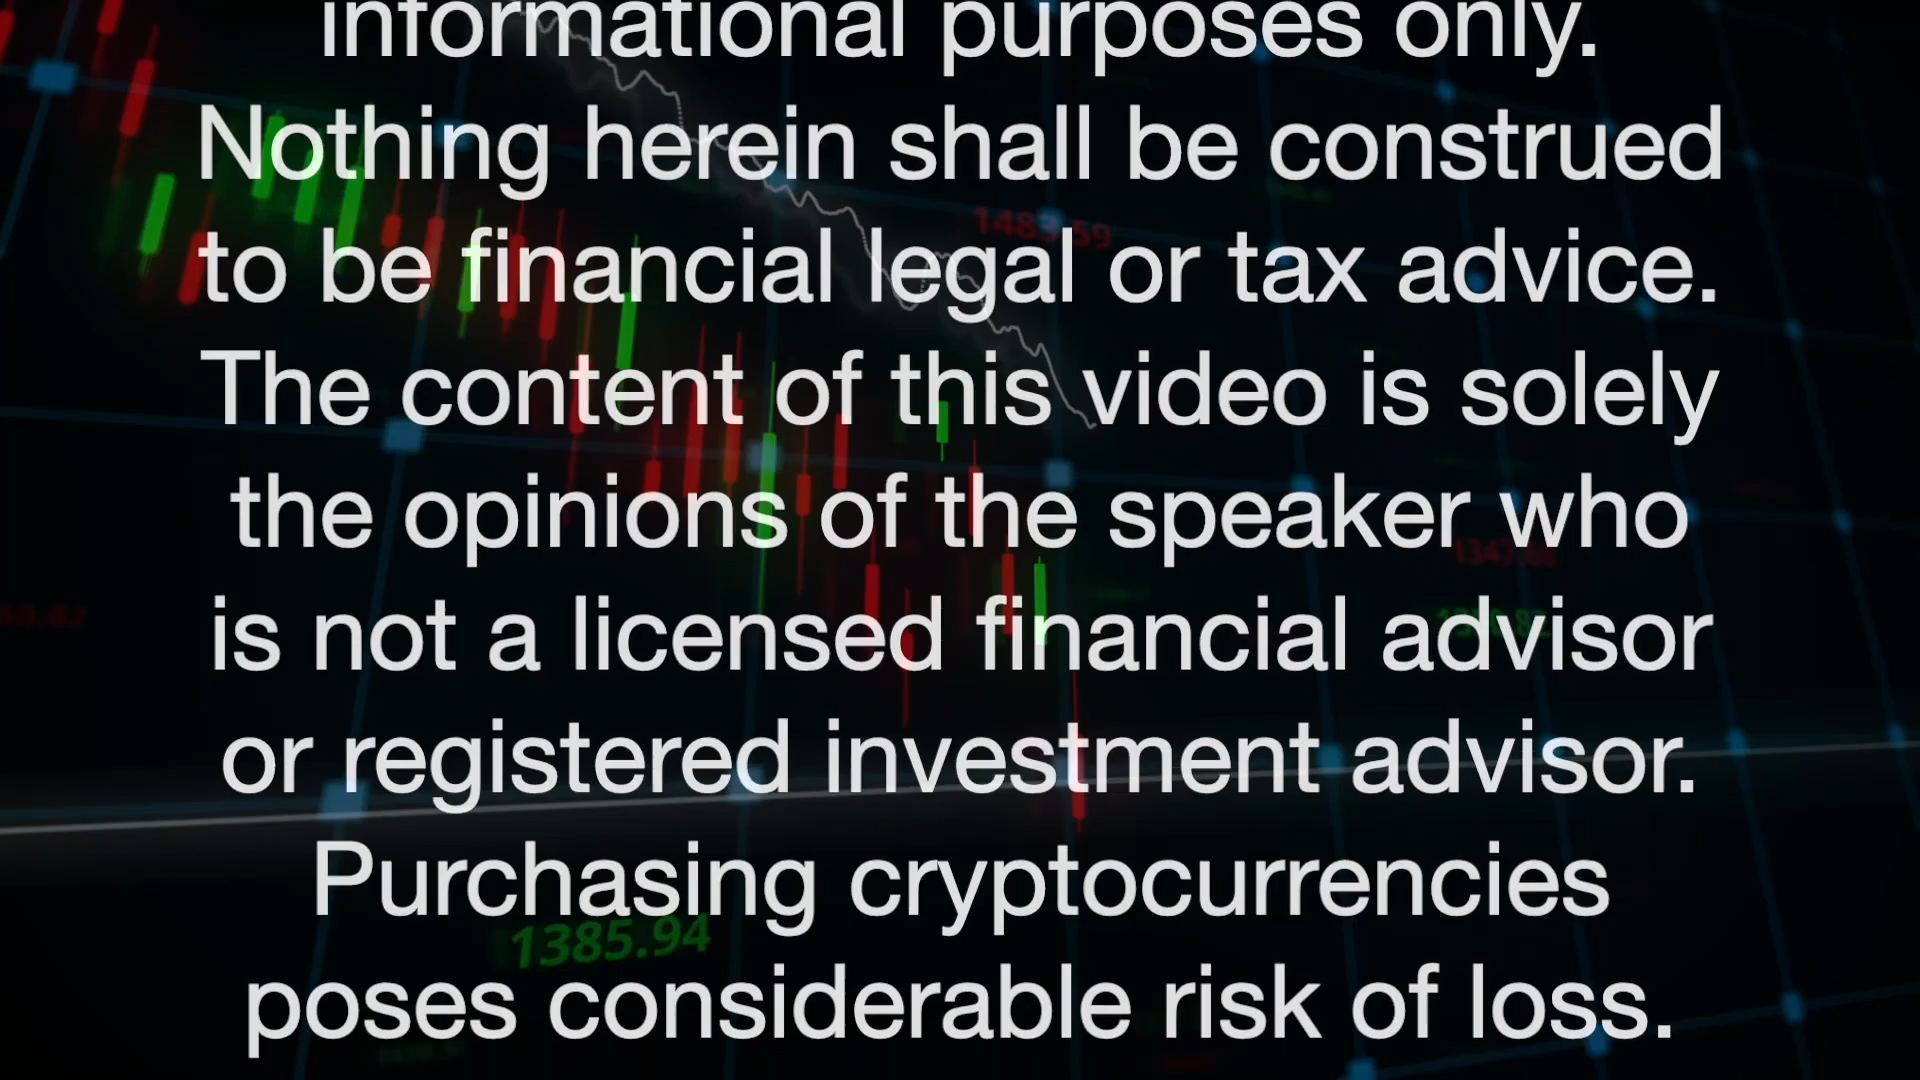 informational purposes only.
Nothing herein shall be construed
to be financial legal or tax advice.
The content of this video is solely
the opinions of the speaker who
is not a licensed financial advisor
or registered investment advisor.
Purchasing cryptocurrencies
1385.94
poses considerable risk of loss.